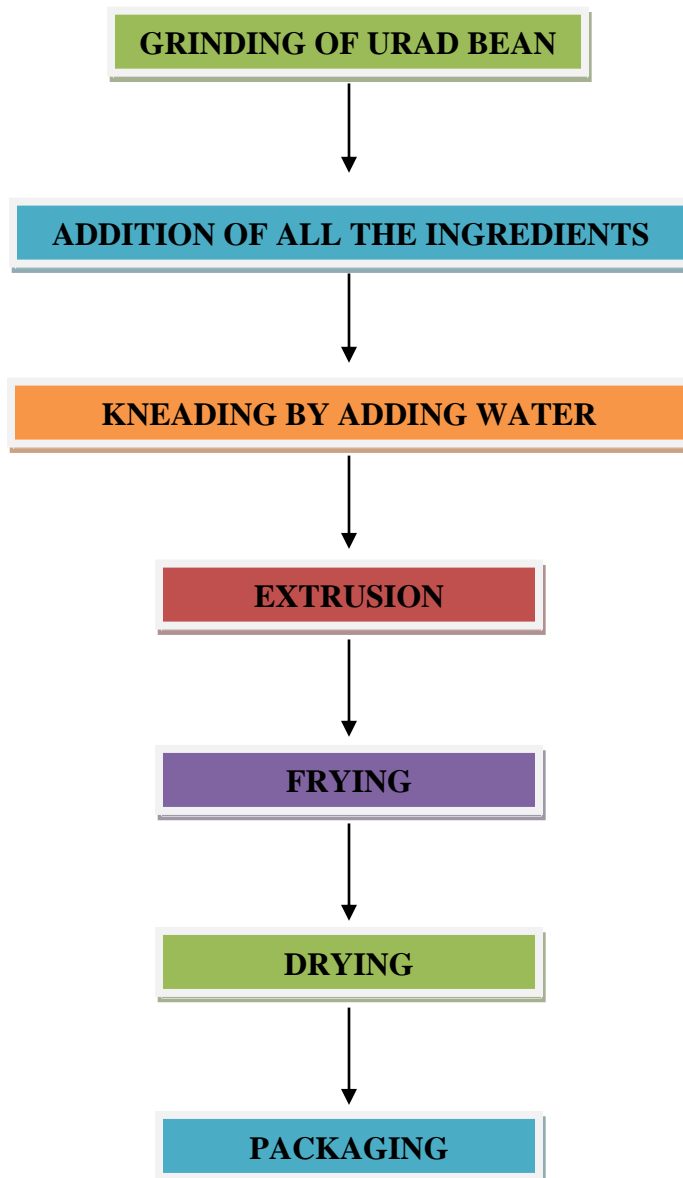 GRINDING OF URAD BEAN
ADDITION OF ALL THE INGREDIENTS
KNEADING BY ADDING WATER
EXTRUSION
FRYING
DRYING
PACKAGING